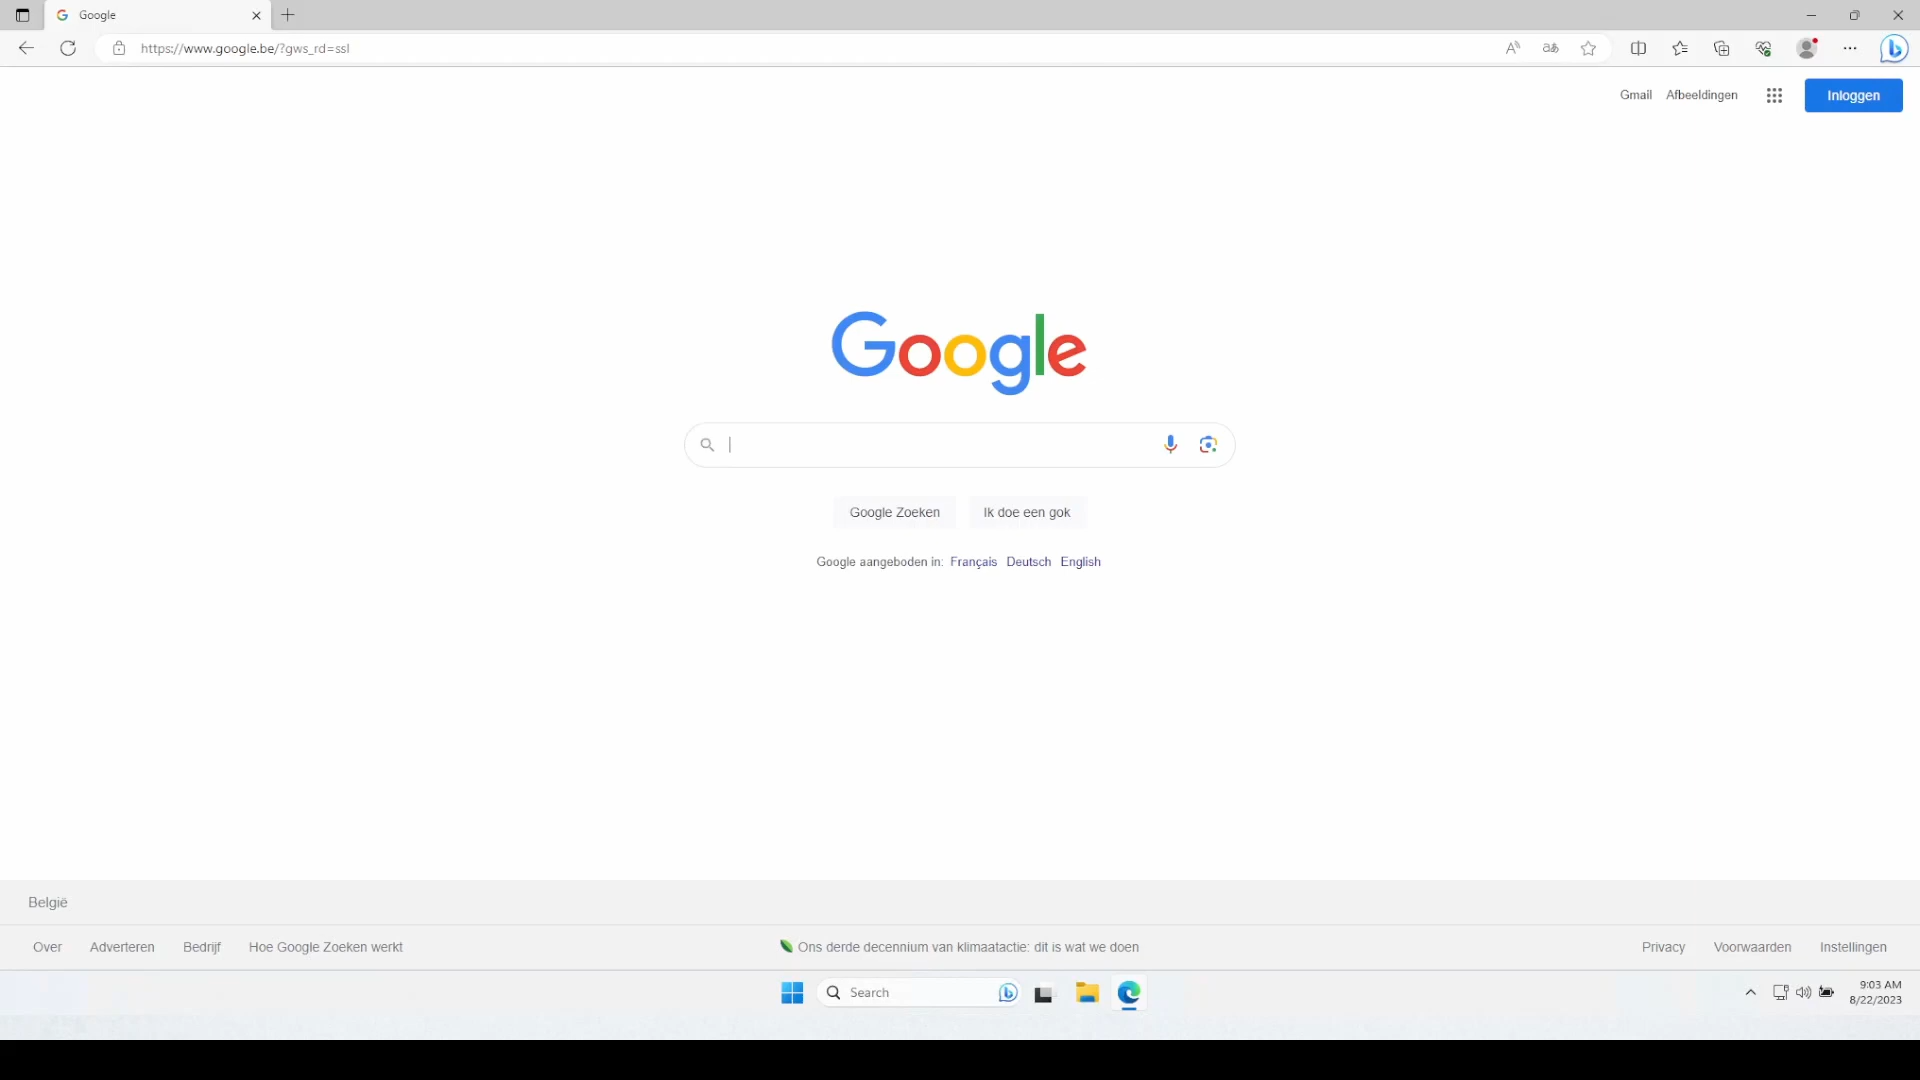 Google
https://www.google.be/?gws_rd=ssl
Gmail Afbeeldingen Inloggen
Google
Google Zoeken Ik doe een gok
Google aangeboden in: Français Deutsch English
België
Over Adverteren Bedrijf Hoe Google Zoeken werkt Ons derde decennium van klimaatactie: dit is wat we doen Privacy Voorwaarden Instellingen
Search
9:03 AM
8/22/2023